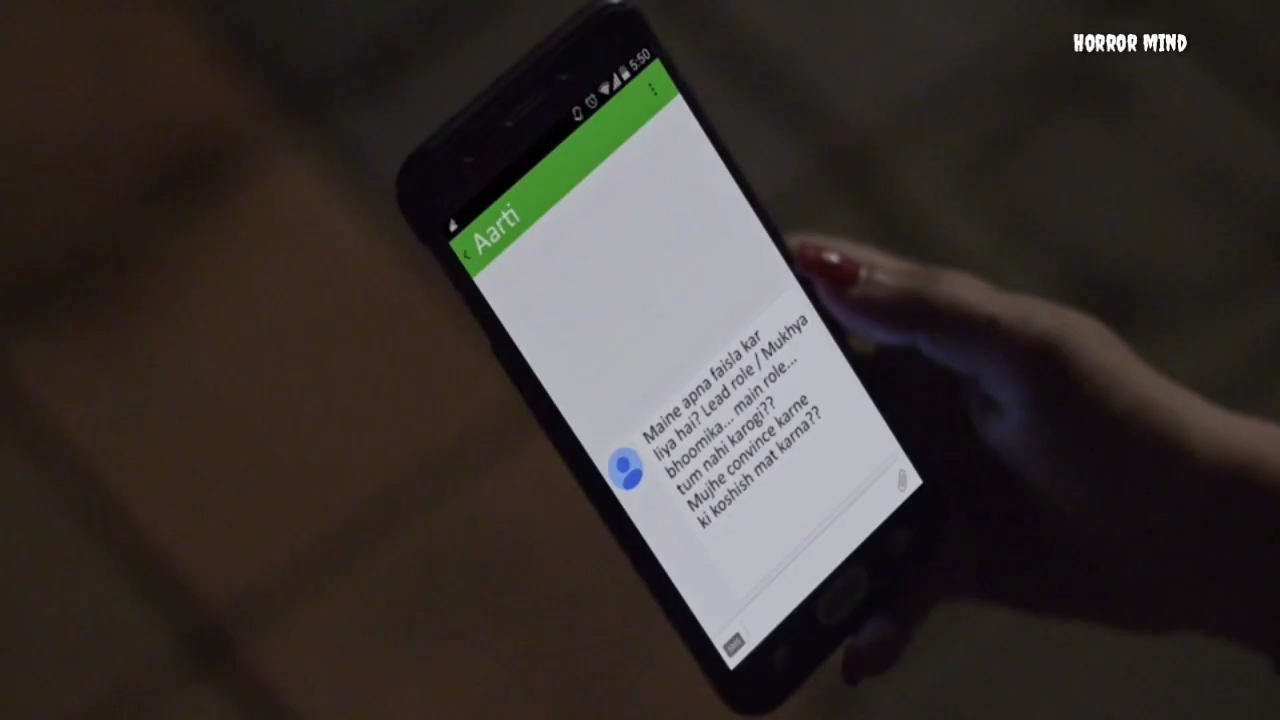 HORROR MIND
5:50
Aarti
Maine apna faisla kar
liya hai? Lead role / Mukhya
bhoomika... main role...
tum nahi karogi??
Mujhe convince karne
ki koshish mat karna??